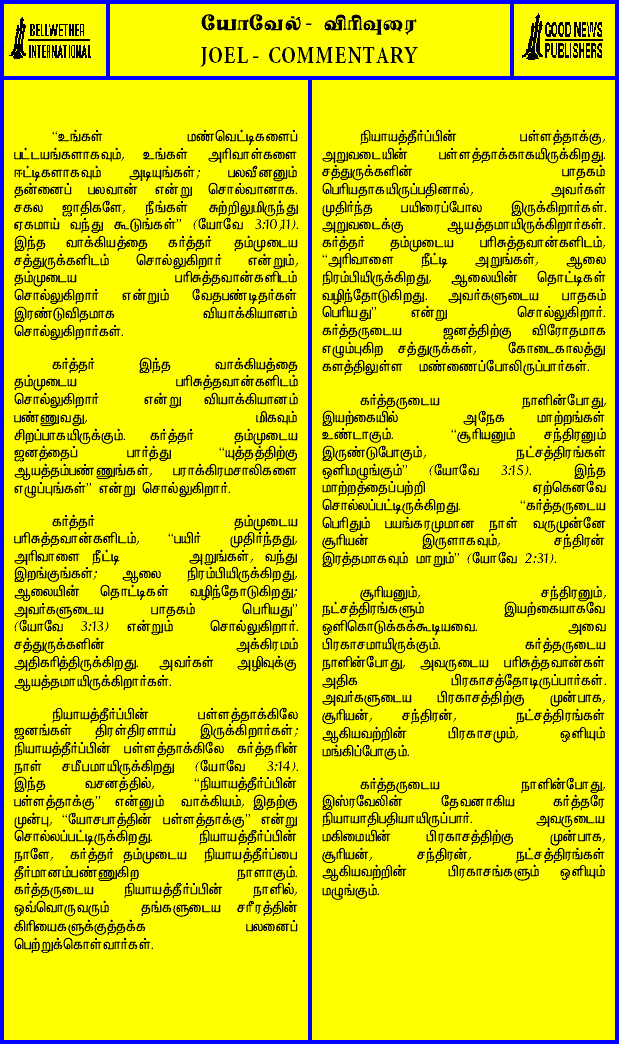 BELLWETHER
INTERNATIONAL
யோவேல் - விரிவுரை
JOEL - COMMENTARY
GOOD NEWS
PUBLISHERS
“உங்கள் மண்வெட்டிகளைப்
பட்டயங்களாகவும், உங்கள் அரிவாள்களை
ஈட்டிகளாகவும் அடியுங்கள்; பலவீனனும்
தன்னைப் பலவான் என்று சொல்வானாக.
சகல ஜாதிகளே, நீங்கள் சுற்றிலுமிருந்து
ஏகமாய் வந்து கூடுங்கள்” (யோவே 3:10,11).
இந்த வாக்கியத்தை கர்த்தர் தம்முடைய
சத்துருக்களிடம் சொல்லுகிறார் என்றும்,
தம்முடைய பரிசுத்தவான்களிடம்
சொல்லுகிறார் என்றும் வேதபண்டிதர்கள்
இரண்டுவிதமாக வியாக்கியானம்
சொல்லுகிறார்கள்.
கர்த்தர் இந்த வாக்கியத்தை
தம்முடைய பரிசுத்தவான்களிடம்
சொல்லுகிறார் என்று வியாக்கியானம்
பண்ணுவது, மிகவும்
சிறப்பாகயிருக்கும். கர்த்தர் தம்முடைய
ஜனத்தைப் பார்த்து “யுத்தத்திற்கு
ஆயத்தம்பண்ணுங்கள், பராக்கிரமசாலிகளை
எழுப்புங்கள்” என்று சொல்லுகிறார்.
கர்த்தர் தம்முடைய
பரிசுத்தவான்களிடம், “பயிர் முதிர்ந்தது,
அரிவாளை நீட்டி அறுங்கள், வந்து
இறங்குங்கள்; ஆலை நிரம்பியிருக்கிறது,
ஆலையின் தொட்டிகள் வழிந்தோடுகிறது;
அவர்களுடைய பாதகம் பெரியது”
(யோவே 3:13) என்றும் சொல்லுகிறார்.
சத்துருக்களின் அக்கிரமம்
அதிகரித்திருக்கிறது. அவர்கள் அழிவுக்கு
ஆயத்தமாயிருக்கிறார்கள்.
நியாயத்தீர்ப்பின் பள்ளத்தாக்கிலே
ஜனங்கள் திரள்திரளாய் இருக்கிறார்கள்;
நியாயத்தீர்ப்பின் பள்ளத்தாக்கிலே கர்த்தரின்
நாள் சமீபமாயிருக்கிறது (யோவே 3:14).
இந்த வசனத்தில், “நியாயத்தீர்ப்பின்
பள்ளத்தாக்கு” என்னும் வாக்கியம், இதற்கு
முன்பு, “யோசபாத்தின் பள்ளத்தாக்கு” என்று
சொல்லப்பட்டிருக்கிறது. நியாயத்தீர்ப்பின்
நாளே, கர்த்தர் தம்முடைய நியாயத்தீர்ப்பை
தீர்மானம்பண்ணுகிற நாளாகும்.
கர்த்தருடைய நியாயத்தீர்ப்பின் நாளில்,
ஒவ்வொருவரும் தங்களுடைய சரீரத்தின்
கிரியைகளுக்குத்தக்க பலனைப்
பெற்றுக்கொள்வார்கள்.
நியாயத்தீர்ப்பின் பள்ளத்தாக்கு,
அறுவடையின் பள்ளத்தாக்காகயிருக்கிறது.
சத்துருக்களின் பாதகம்
பெரியதாகயிருப்பதினால், அவர்கள்
முதிர்ந்த பயிரைப்போல இருக்கிறார்கள்.
அறுவடைக்கு ஆயத்தமாயிருக்கிறார்கள்.
கர்த்தர் தம்முடைய பரிசுத்தவான்களிடம்,
“அரிவாளை நீட்டி அறுங்கள், ஆலை
நிரம்பியிருக்கிறது, ஆலையின் தொட்டிகள்
வழிந்தோடுகிறது. அவர்களுடைய பாதகம்
பெரியது” என்று சொல்லுகிறார்.
கர்த்தருடைய ஜனத்திற்கு விரோதமாக
எழும்புகிற சத்துருக்கள், கோடைகாலத்து
களத்திலுள்ள மண்ணைப்போலிருப்பார்கள்.
கர்த்தருடைய நாளின்போது,
இயற்கையில் அநேக மாற்றங்கள்
உண்டாகும். “சூரியனும் சந்திரனும்
இருண்டுபோகும், நட்சத்திரங்கள்
ஒளிமழுங்கும்” (யோவே 3:15). இந்த
மாற்றத்தைப்பற்றி ஏற்கெனவே
சொல்லப்பட்டிருக்கிறது. “கர்த்தருடைய
பெரிதும் பயங்கரமுமான நாள் வருமுன்னே
சூரியன் இருளாகவும், சந்திரன்
இரத்தமாகவும் மாறும்” (யோவே 2:31).
சூரியனும், சந்திரனும்,
நட்சத்திரங்களும் இயற்கையாகவே
ஒளிகொடுக்கக்கூடியவை. அவை
பிரகாசமாயிருக்கும். கர்த்தருடைய
நாளின்போது, அவருடைய பரிசுத்தவான்கள்
அதிக பிரகாசத்தோடிருப்பார்கள்.
அவர்களுடைய பிரகாசத்திற்கு முன்பாக,
சூரியன், சந்திரன், நட்சத்திரங்கள்
ஆகியவற்றின் பிரகாசமும், ஒளியும்
மங்கிப்போகும்.
கர்த்தருடைய நாளின்போது,
இஸ்ரவேலின் தேவனாகிய கர்த்தரே
நியாயாதிபதியாயிருப்பார். அவருடைய
மகிமையின் பிரகாசத்திற்கு முன்பாக,
சூரியன், சந்திரன், நட்சத்திரங்கள்
ஆகியவற்றின் பிரகாசங்களும் ஒளியும்
மழுங்கும்.